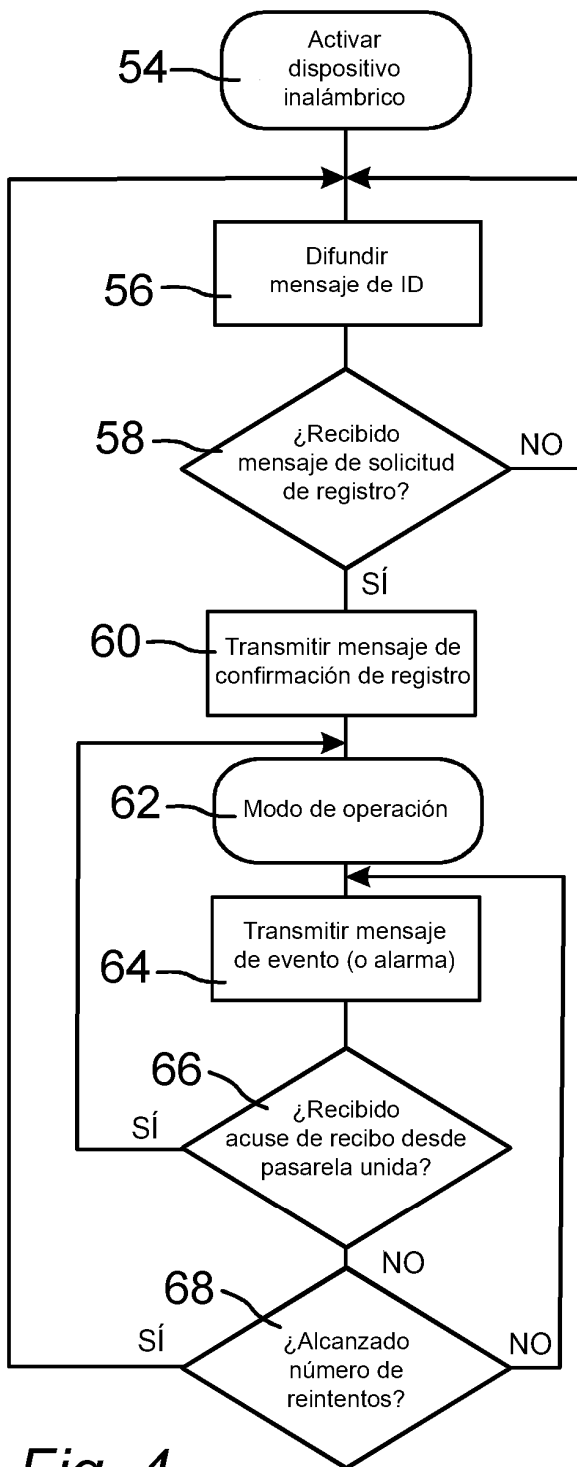 54
Activar
dispositivo
inalámbrico
56
Difundir
mensaje de ID
58
¿Recibido
mensaje de solicitud
de registro?
NO
SÍ
60
Transmitir mensaje de
confirmación de registro
62
Modo de operación
64
Transmitir mensaje
de evento (o alarma)
66
¿Recibido
acuse de recibo desde
pasarela unida?
SÍ
NO
68
¿Alcanzado
número de
reintentos?
SÍ
NO
Fig. 4